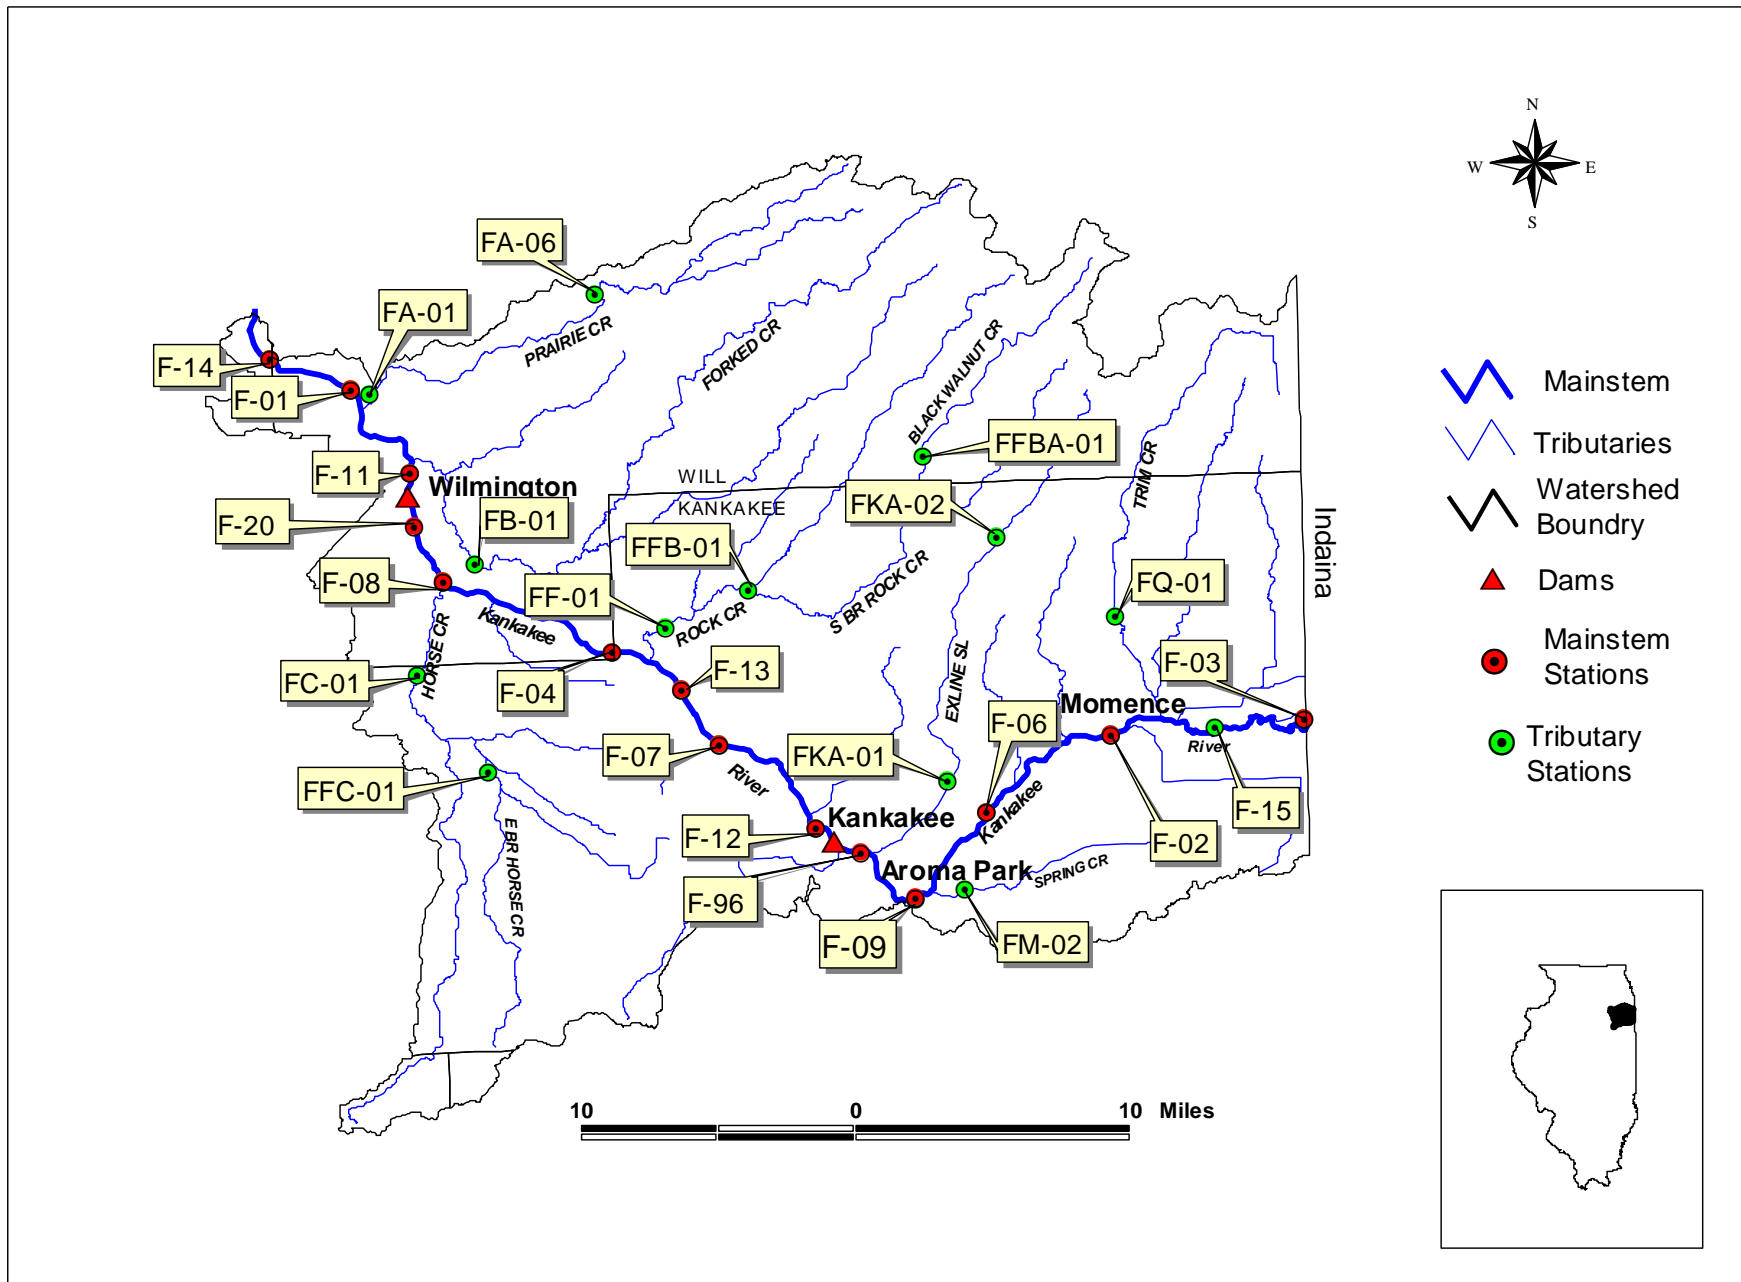 N
W E
S
FA-06
FA-01
PRAIRIE CR
FORKED CR
BLACK WALNUT CR
F-14
F-01
Mainstem
FFBA-01
Tributaries
F-11
WILL
TRIM CR
Wilmington
KANKAKEE
FKA-02
Watershed
Boundry
F-20
FB-01
FFB-01
Indaina
F-08
FF-01
S BR ROCK CR
FQ-01
Dams
Kankakee
ROCK CR
HORSE CR
F-03
Mainstem
Stations
FC-01
F-04
F-13
EXLINE SL
Momence
F-06
River
F-07
FKA-01
Tributary
Stations
FFC-01
River
Kankakee
F-15
F-12
Kankakee
F-02
E BR HORSE CR
Aroma Park
SPRING CR
F-96
F-09
FM-02
10 0 10 Miles